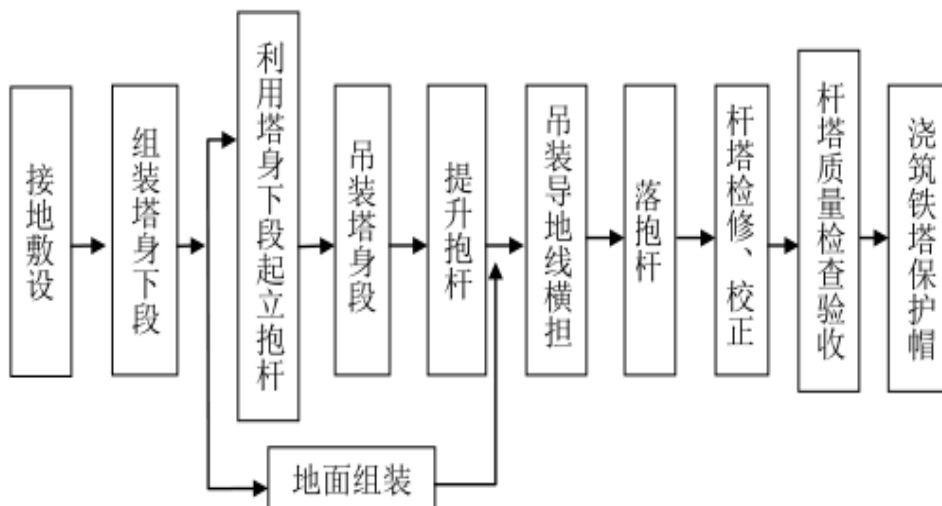 接地敷设
组装塔身下段
利用塔身下段起立抱杆
吊装塔身段
提升抱杆
吊装导地线横担
落抱杆
杆塔检修、校正
杆塔质量检查验收
浇筑铁塔保护帽
地面组装